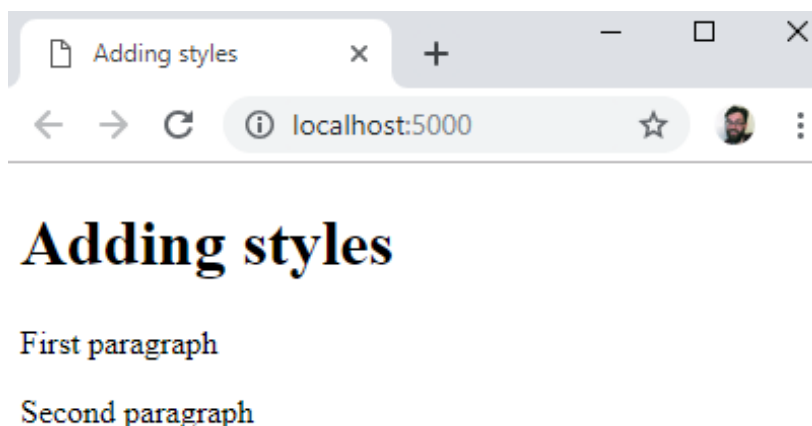 Adding styles
localhost:5000
Adding styles
First paragraph
Second paragraph